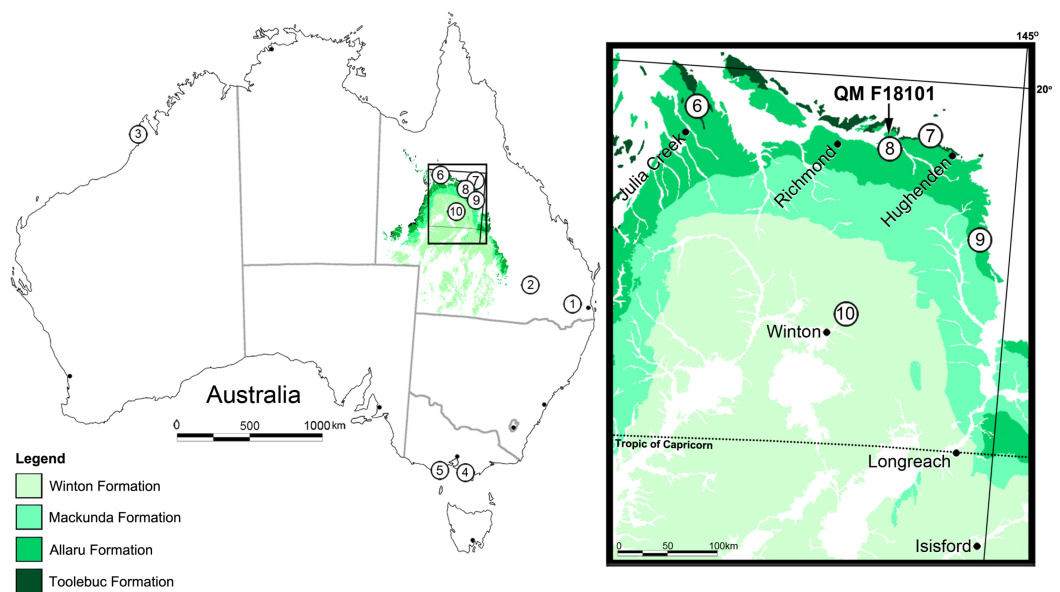 3
6
7
8
9
10
2
1
Australia
0 500 1000 km
5
4
Legend
Winton Formation
Mackunda Formation
Allaru Formation
Toolebuc Formation
145º
20º
QM F18101
6
7
8
Julia Creek
Richmond
Hughenden
9
10
Winton
Tropic of Capricorn
Longreach
0 50 100km
Isisford